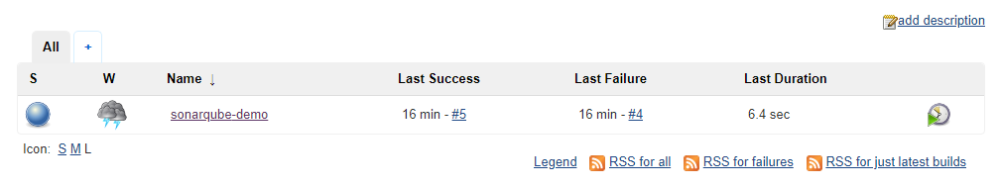 add description
All +
S W Name ↓ Last Success Last Failure Last Duration
sonarqube-demo 16 min - #5 16 min - #4 6.4 sec
Icon: S M L
Legend RSS for all RSS for failures RSS for just latest builds